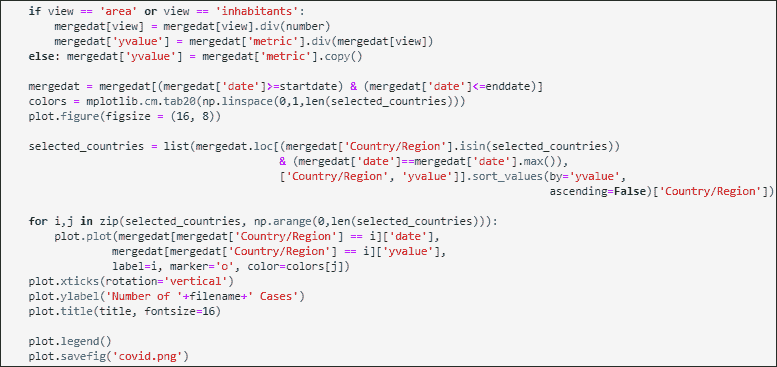 if view == 'area' or view == 'inhabitants':
mergedat[view] = mergedat[view].div(number)
mergedat['yvalue'] = mergedat['metric'].div(mergedat[view])
else: mergedat['yvalue'] = mergedat['metric'].copy()
mergedat = mergedat[(mergedat['date']>=startdate) & (mergedat['date']<=enddate)]
colors = mplotlib.cm.tab20(np.linspace(0,1,len(selected_countries)))
plot.figure(figsize = (16, 8))
selected_countries = list(mergedat.loc[(mergedat['Country/Region'].isin(selected_countries))
& (mergedat['date']==mergedat['date'].max()),
['Country/Region', 'yvalue']].sort_values(by='yvalue',
ascending=False)['Country/Region'])
for i,j in zip(selected_countries, np.arange(0,len(selected_countries))):
plot.plot(mergedat[mergedat['Country/Region'] == i]['date'],
mergedat[mergedat['Country/Region'] == i]['yvalue'],
label=i, marker='o', color=colors[j])
plot.xticks(rotation='vertical')
plot.ylabel('Number of '+filename+' Cases')
plot.title(title, fontsize=16)
plot.legend()
plot.savefig('covid.png')